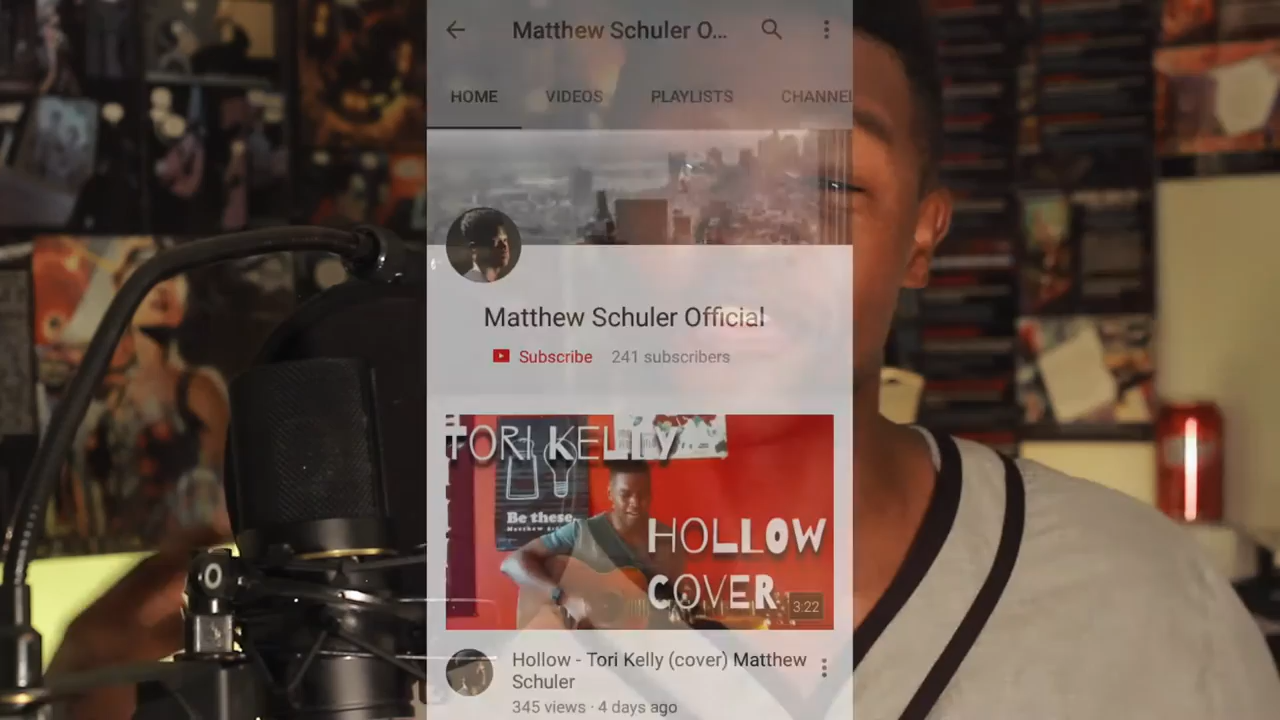 Matthew Schuler O...
HOME VIDEOS PLAYLISTS CHANNEL
Matthew Schuler Official
Subscribe 241 subscribers
TORI KELLY
Be these
HOLLOW
COVER
3:22
Hollow - Tori Kelly (cover) Matthew
Schuler
345 views · 4 days ago